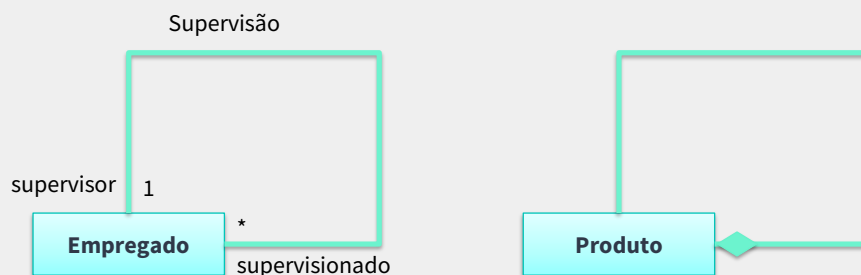 Supervisão
supervisor
1
*
Empregado
supervisionado
Produto